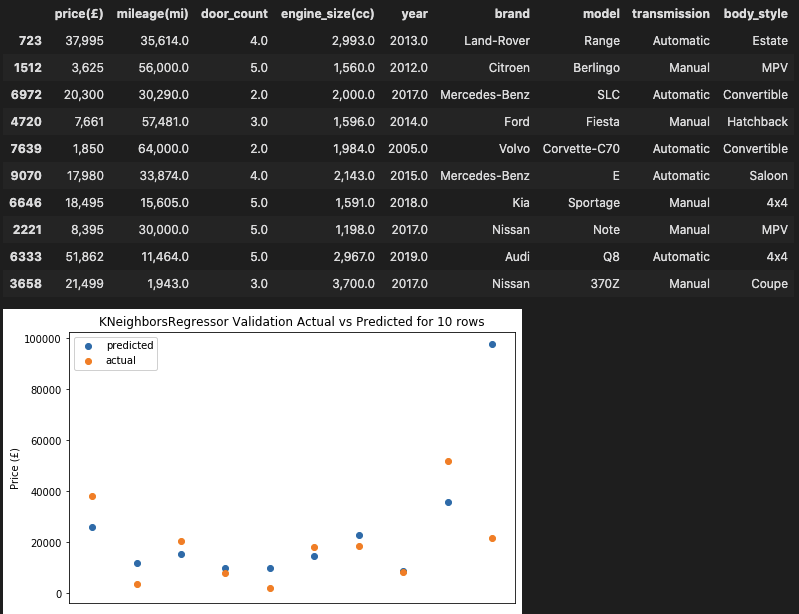 price(£) mileage(mi) door_count engine_size(cc) year brand model transmission body_style
723 37,995 35,614.0 4.0 2,993.0 2013.0 Land-Rover Range Automatic Estate
1512 3,625 56,000.0 5.0 1,560.0 2012.0 Citroen Berlingo Manual MPV
6972 20,300 30,290.0 2.0 2,000.0 2017.0 Mercedes-Benz SLC Automatic Convertible
4720 7,661 57,481.0 3.0 1,596.0 2014.0 Ford Fiesta Manual Hatchback
7639 1,850 64,000.0 2.0 1,984.0 2005.0 Volvo Corvette-C70 Automatic Convertible
9070 17,980 33,874.0 4.0 2,143.0 2015.0 Mercedes-Benz E Automatic Saloon
6646 18,495 15,605.0 5.0 1,591.0 2018.0 Kia Sportage Manual 4x4
2221 8,395 30,000.0 5.0 1,198.0 2017.0 Nissan Note Manual MPV
6333 51,862 11,464.0 5.0 2,967.0 2019.0 Audi Q8 Automatic 4x4
3658 21,499 1,943.0 3.0 3,700.0 2017.0 Nissan 370Z Manual Coupe
KNeighborsRegressor Validation Actual vs Predicted for 10 rows
predicted
actual
100000
80000
60000
40000
20000
0
Price (£)